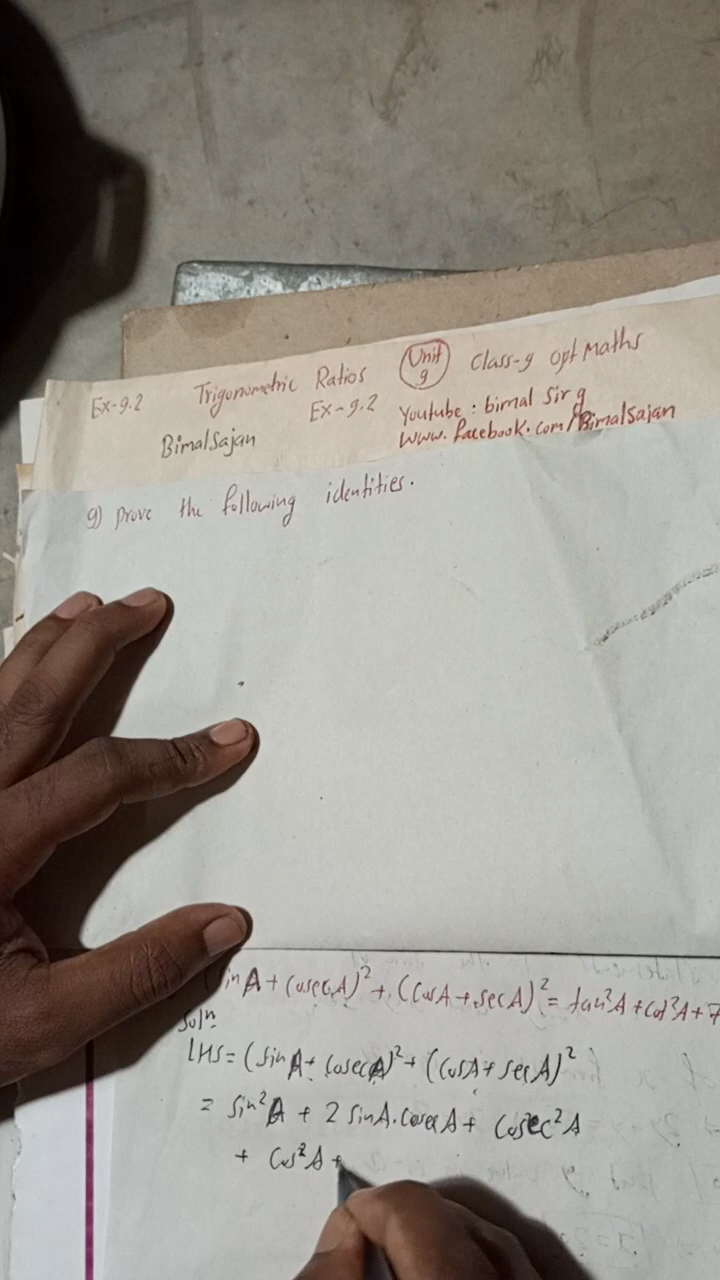 Ex-9.2 Trigonometric Ratios Unit 9 Class-9 opt Maths
Ex-9.2 Youtube : bimal Sir g
BimalSajan www.facebook.com/BimalSajan
9) prove the following identities.
sinA + cosecA)² + (cosA + secA)² = tan²A + cot²A + 7
Solⁿ
LHS = (sinA + cosecA)² + (cosA + secA)²
= sin²A + 2 sinA.cosecA + cosec²A
+ cos²A +